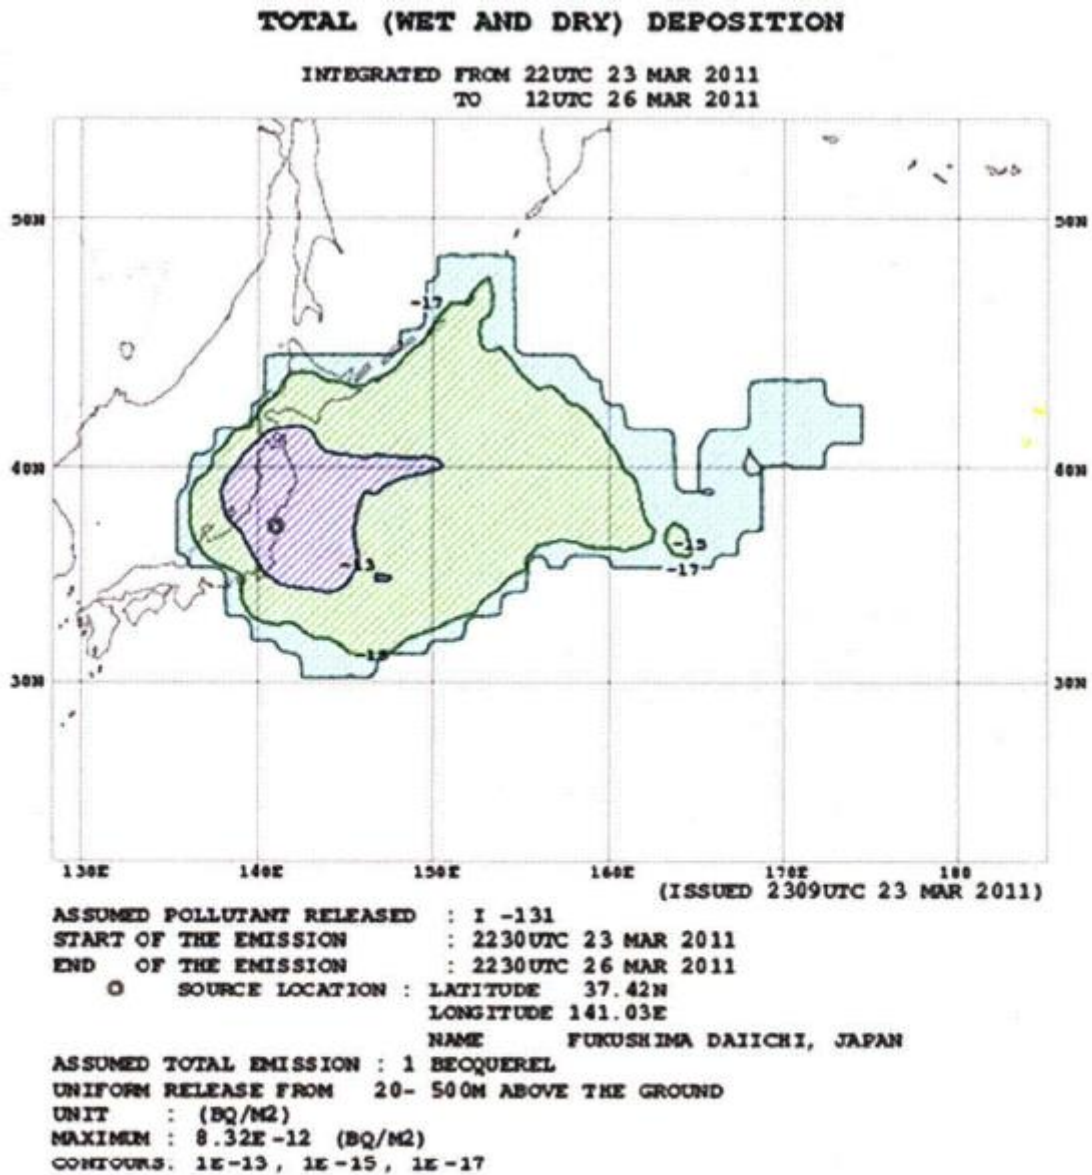 TOTAL (WET AND DRY) DEPOSITION
INTEGRATED FROM 22UTC 23 MAR 2011
TO 12UTC 26 MAR 2011
50N 50N
-17
40N 40N
-15
-13 -17
-15
30N 30N
130E 140E 150E 160E 170E 180
(ISSUED 2309UTC 23 MAR 2011)
ASSUMED POLLUTANT RELEASED : I -131
START OF THE EMISSION : 2230UTC 23 MAR 2011
END OF THE EMISSION : 2230UTC 26 MAR 2011
SOURCE LOCATION : LATITUDE 37.42N
LONGITUDE 141.03E
NAME FUKUSHIMA DAIICHI, JAPAN
ASSUMED TOTAL EMISSION : 1 BECQUEREL
UNIFORM RELEASE FROM 20- 500M ABOVE THE GROUND
UNIT : (BQ/M2)
MAXIMUM : 8.32E-12 (BQ/M2)
CONTOURS. 1E-13, 1E-15, 1E-17